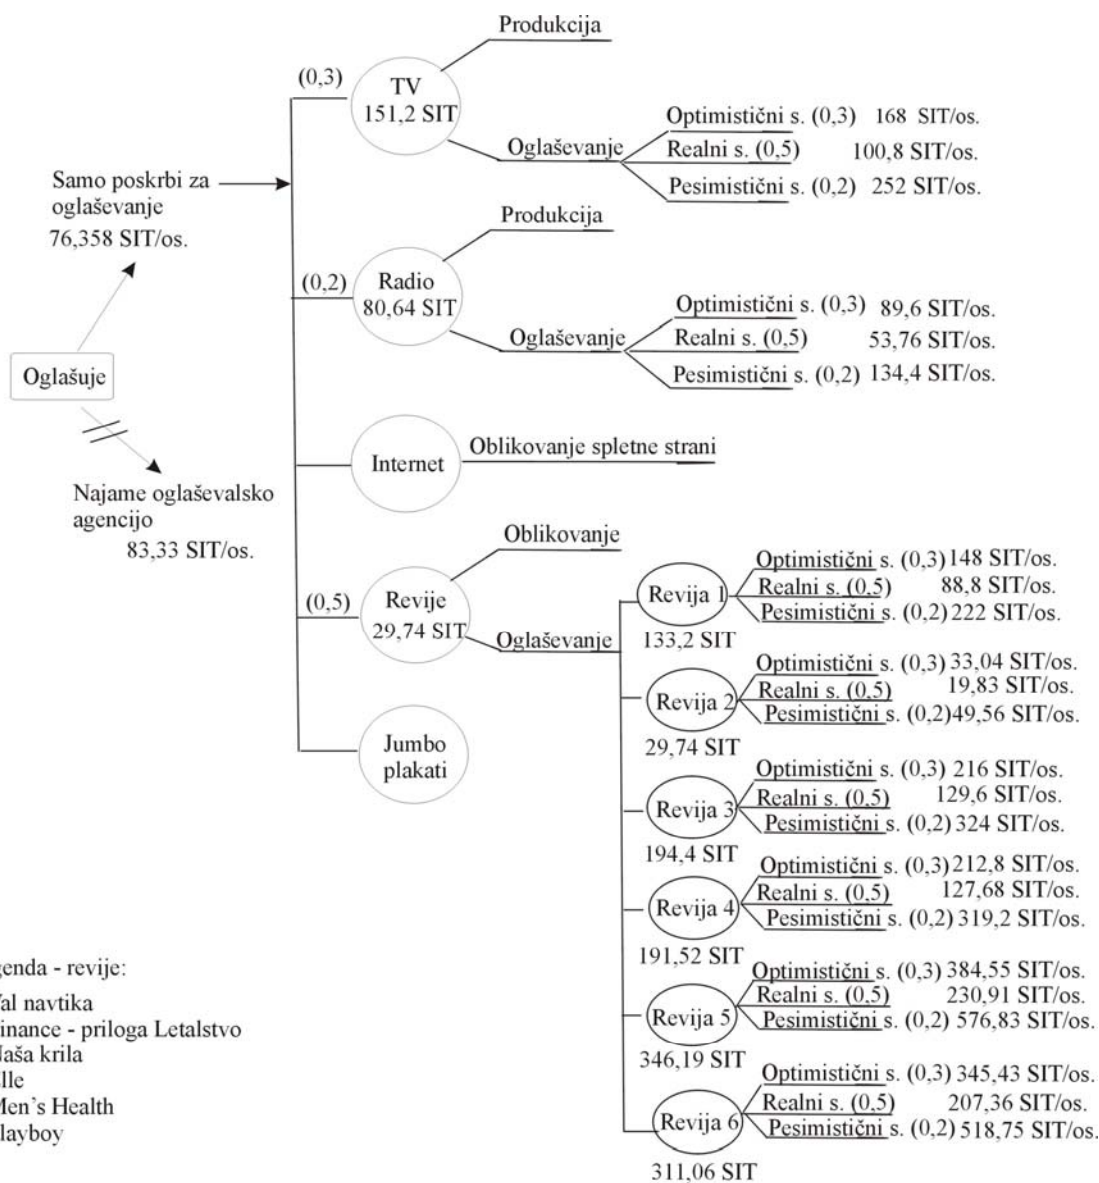 Produkcija
(0,3)
TV
151,2 SIT
Optimistični s. (0,3) 168 SIT/os.
Oglaševanje
Realni s. (0,5) 100,8 SIT/os.
Pesimistični s. (0,2) 252 SIT/os.
Samo poskrbi za
oglaševanje
76,358 SIT/os.
Produkcija
(0,2)
Radio
80,64 SIT
Optimistični s. (0,3) 89,6 SIT/os.
Oglaševanje
Realni s. (0,5) 53,76 SIT/os.
Pesimistični s. (0,2) 134,4 SIT/os.
Oglašuje
Internet
Oblikovanje spletne strani
Najame oglaševalsko
agencijo
83,33 SIT/os.
Oblikovanje
(0,5)
Revije
29,74 SIT
Oglaševanje
Optimistični s. (0,3) 148 SIT/os.
Revija 1
Realni s. (0,5) 88,8 SIT/os.
Pesimistični s. (0,2) 222 SIT/os.
133,2 SIT
Optimistični s. (0,3) 33,04 SIT/os.
Revija 2
Realni s. (0,5) 19,83 SIT/os.
Pesimistični s. (0,2) 49,56 SIT/os.
29,74 SIT
Jumbo
plakati
Optimistični s. (0,3) 216 SIT/os.
Revija 3
Realni s. (0,5) 129,6 SIT/os.
Pesimistični s. (0,2) 324 SIT/os.
194,4 SIT
Optimistični s. (0,3) 212,8 SIT/os.
Revija 4
Realni s. (0,5) 127,68 SIT/os.
Pesimistični s. (0,2) 319,2 SIT/os.
191,52 SIT
Optimistični s. (0,3) 384,55 SIT/os.
Revija 5
Realni s. (0,5) 230,91 SIT/os.
Pesimistični s. (0,2) 576,83 SIT/os.
346,19 SIT
Optimistični s. (0,3) 345,43 SIT/os.
Revija 6
Realni s. (0,5) 207,36 SIT/os.
Pesimistični s. (0,2) 518,75 SIT/os.
311,06 SIT
genda - revije:
al navtika
inance - priloga Letalstvo
aša krila
lle
Men's Health
layboy